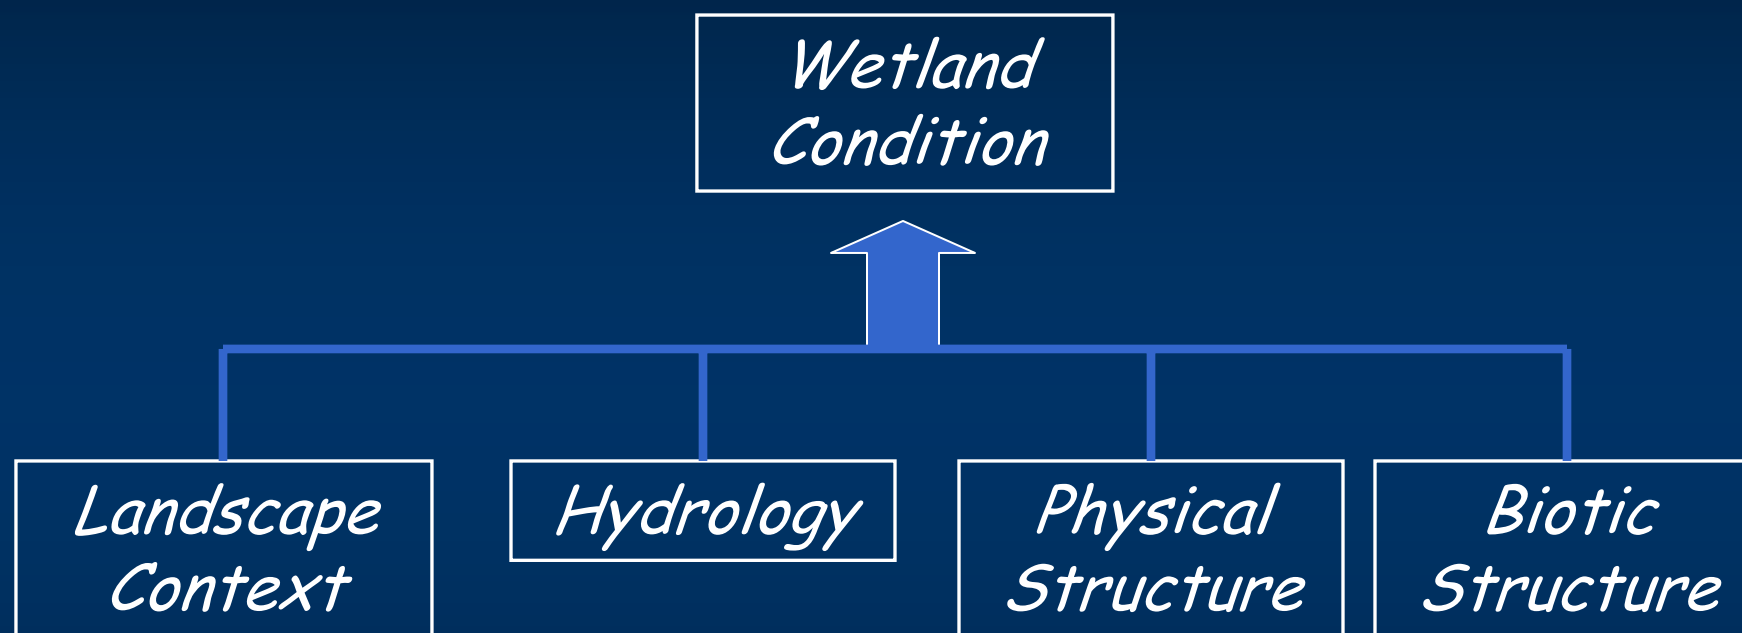 Wetland
Condition
Landscape
Context
Hydrology
Physical
Structure
Biotic
Structure